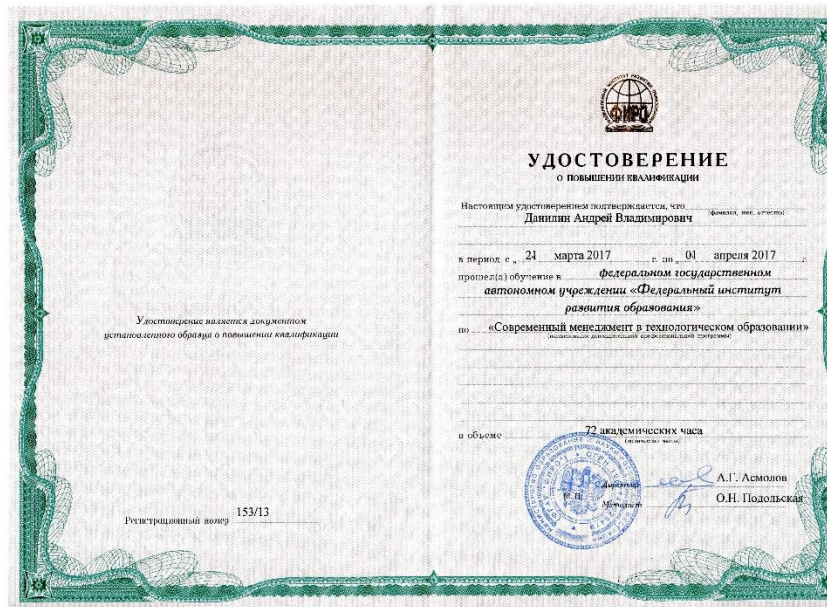 Удостоверение является документом
установленного образца о повышении квалификации
Регистрационный номер 153/13
ФИРО
УДОСТОВЕРЕНИЕ
О ПОВЫШЕНИИ КВАЛИФИКАЦИИ
Настоящим удостоверением подтверждается, что
(фамилия, имя, отчество)
Данилин Андрей Владимирович
в период с „ 21 марта 2017 г. по „ 01 апреля 2017 г.
прошел(а) обучение в федеральном государственном
автономном учреждении «Федеральный институт
развития образования»
по «Современный менеджмент в технологическом образовании»
(наименование дополнительной профессиональной программы)
в объеме 72 академических часа
(количество часов)
Директор А.Г. Асмолов
М.П.
О.Н. Подольская